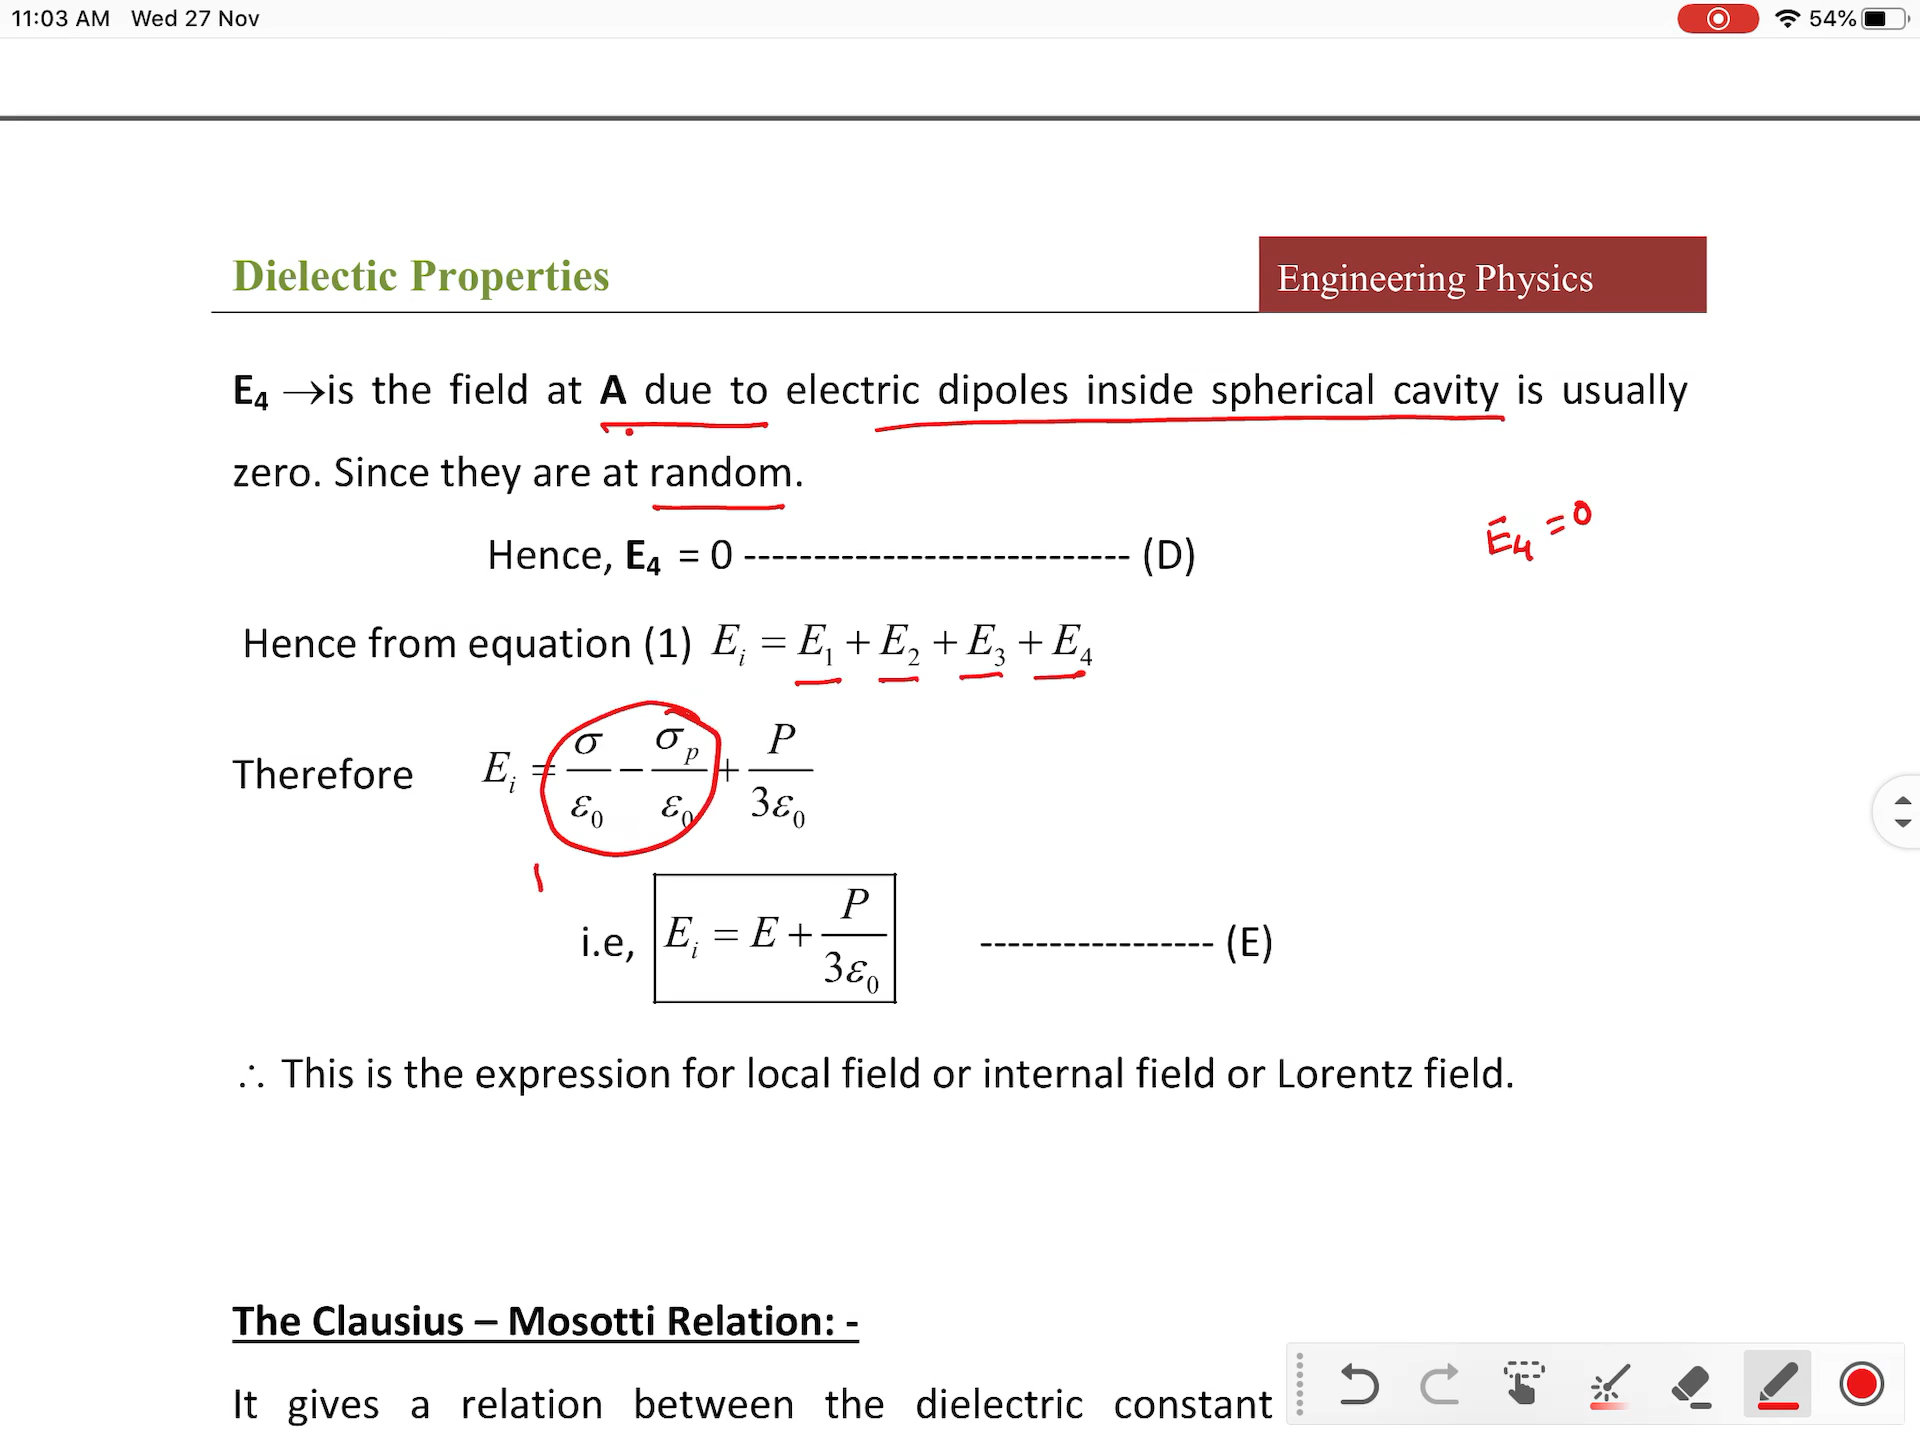 11:03 AM Wed 27 Nov 54%
Dielectic Properties Engineering Physics
E₄ →is the field at A due to electric dipoles inside spherical cavity is usually
zero. Since they are at random.
Ē₄ = 0
Hence, E₄ = 0 --------------------------- (D)
Hence from equation (1) Eᵢ = E₁ + E₂ + E₃ + E₄
Therefore Eᵢ = σ/ε₀ − σₚ/ε₀ + P/3ε₀
i.e, Eᵢ = E + P/3ε₀ ----------------- (E)
∴ This is the expression for local field or internal field or Lorentz field.
The Clausius – Mosotti Relation: -
It gives a relation between the dielectric constant